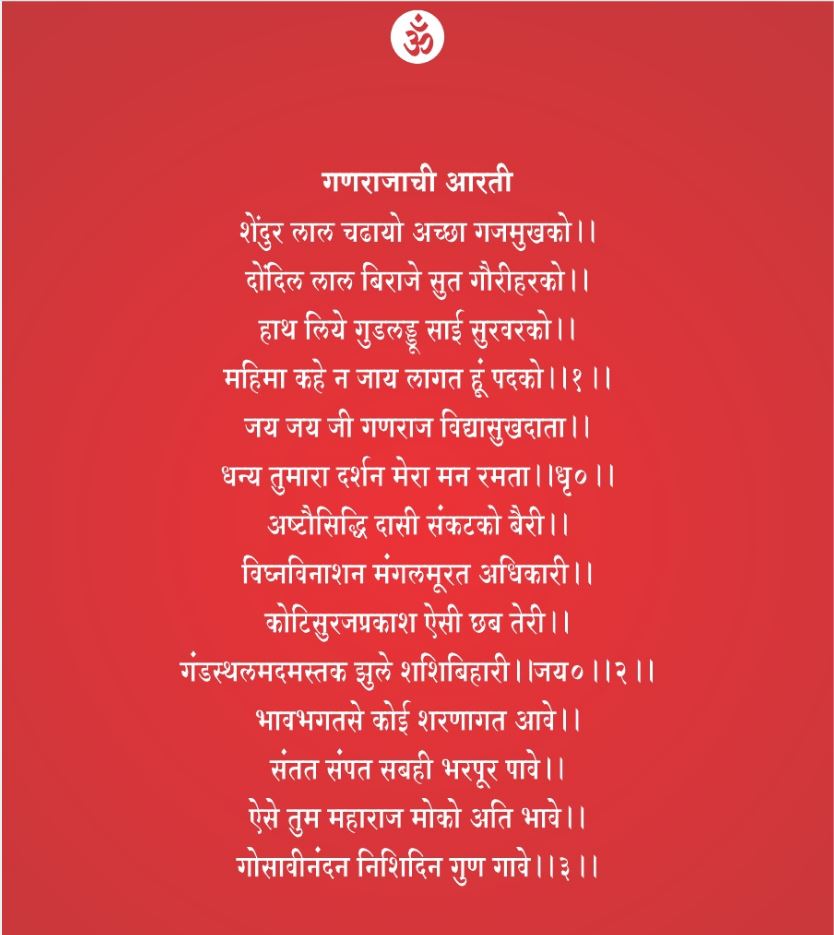 ॐ
गणराजाची आरती
शेंदुर लाल चढायो अच्छा गजमुखको।।
दोंदिल लाल बिराजे सुत गौरीहरको।।
हाथ लिये गुडलड्डू साई सुरवरको।।
महिमा कहे न जाय लागत हूं पदको।।१।।
जय जय जी गणराज विद्यासुखदाता।।
धन्य तुमारा दर्शन मेरा मन रमता।।धृ०।।
अष्टौसिद्धि दासी संकटको बैरी।।
विघ्नविनाशन मंगलमूरत अधिकारी।।
कोटिसुरजप्रकाश ऐसी छब तेरी।।
गंडस्थलमदमस्तक झुले शशिबिहारी।।जय०।।२।।
भावभगतसे कोई शरणागत आवे।।
संतत संपत सबही भरपूर पावे।।
ऐसे तुम महाराज मोको अति भावे।।
गोसावीनंदन निशिदिन गुण गावे।।३।।